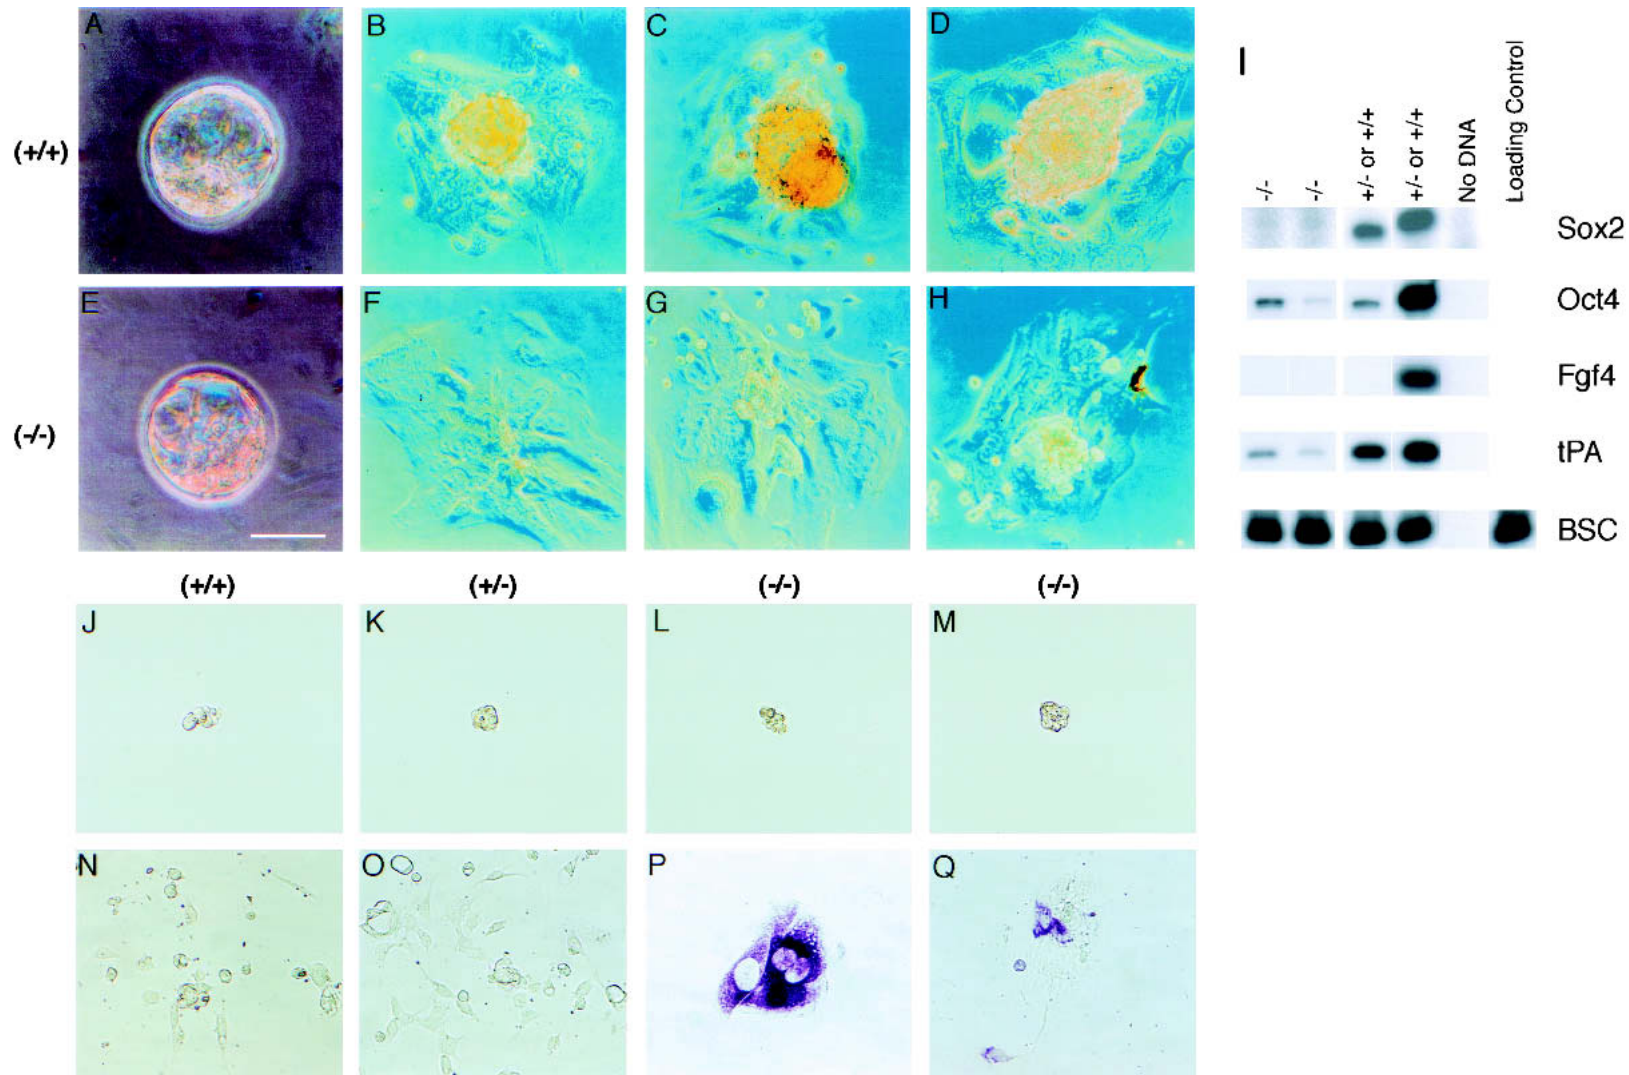 A B C D
(+/+)
E F G H
(-/-)
I
-/- -/- +/- or +/+ +/- or +/+ No DNA Loading Control
Sox2
Oct4
Fgf4
tPA
BSC
(+/+) (+/-) (-/-) (-/-)
J K L M
N O P Q